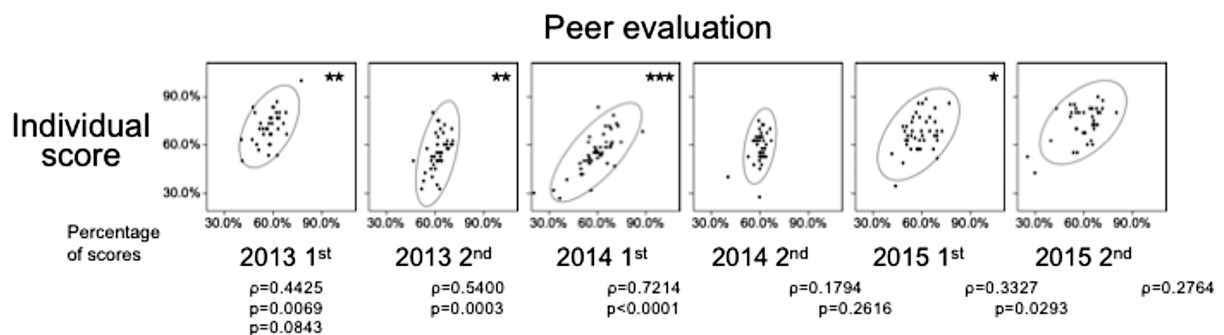 Peer evaluation
Individual
score
★★
★★
★★★
★
90.0%
60.0%
30.0%
30.0% 60.0% 90.0%
30.0% 60.0% 90.0%
30.0% 60.0% 90.0%
30.0% 60.0% 90.0%
30.0% 60.0% 90.0%
30.0% 60.0% 90.0%
Percentage
of scores
2013 1st
2013 2nd
2014 1st
2014 2nd
2015 1st
2015 2nd
ρ=0.4425 ρ=0.5400 ρ=0.7214 ρ=0.1794 ρ=0.3327 ρ=0.2764
p=0.0069 p=0.0003 p<0.0001 p=0.2616 p=0.0293
p=0.0843